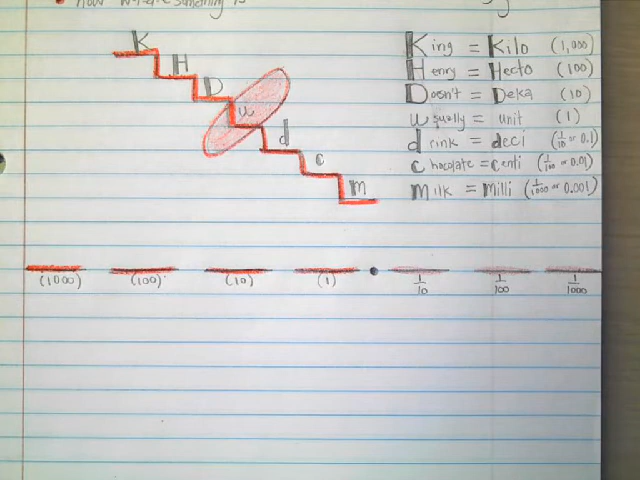 K
H
D
u
d
c
m
King = Kilo (1,000)
Henry = Hecto (100)
Doesn't = Deka (10)
usually = unit (1)
drink = deci (1/10 or 0.1)
chocolate = centi (1/100 or 0.01)
Milk = Milli (1/1000 or 0.001)
(1000) (100) (10) (1) 1/10 1/100 1/1000